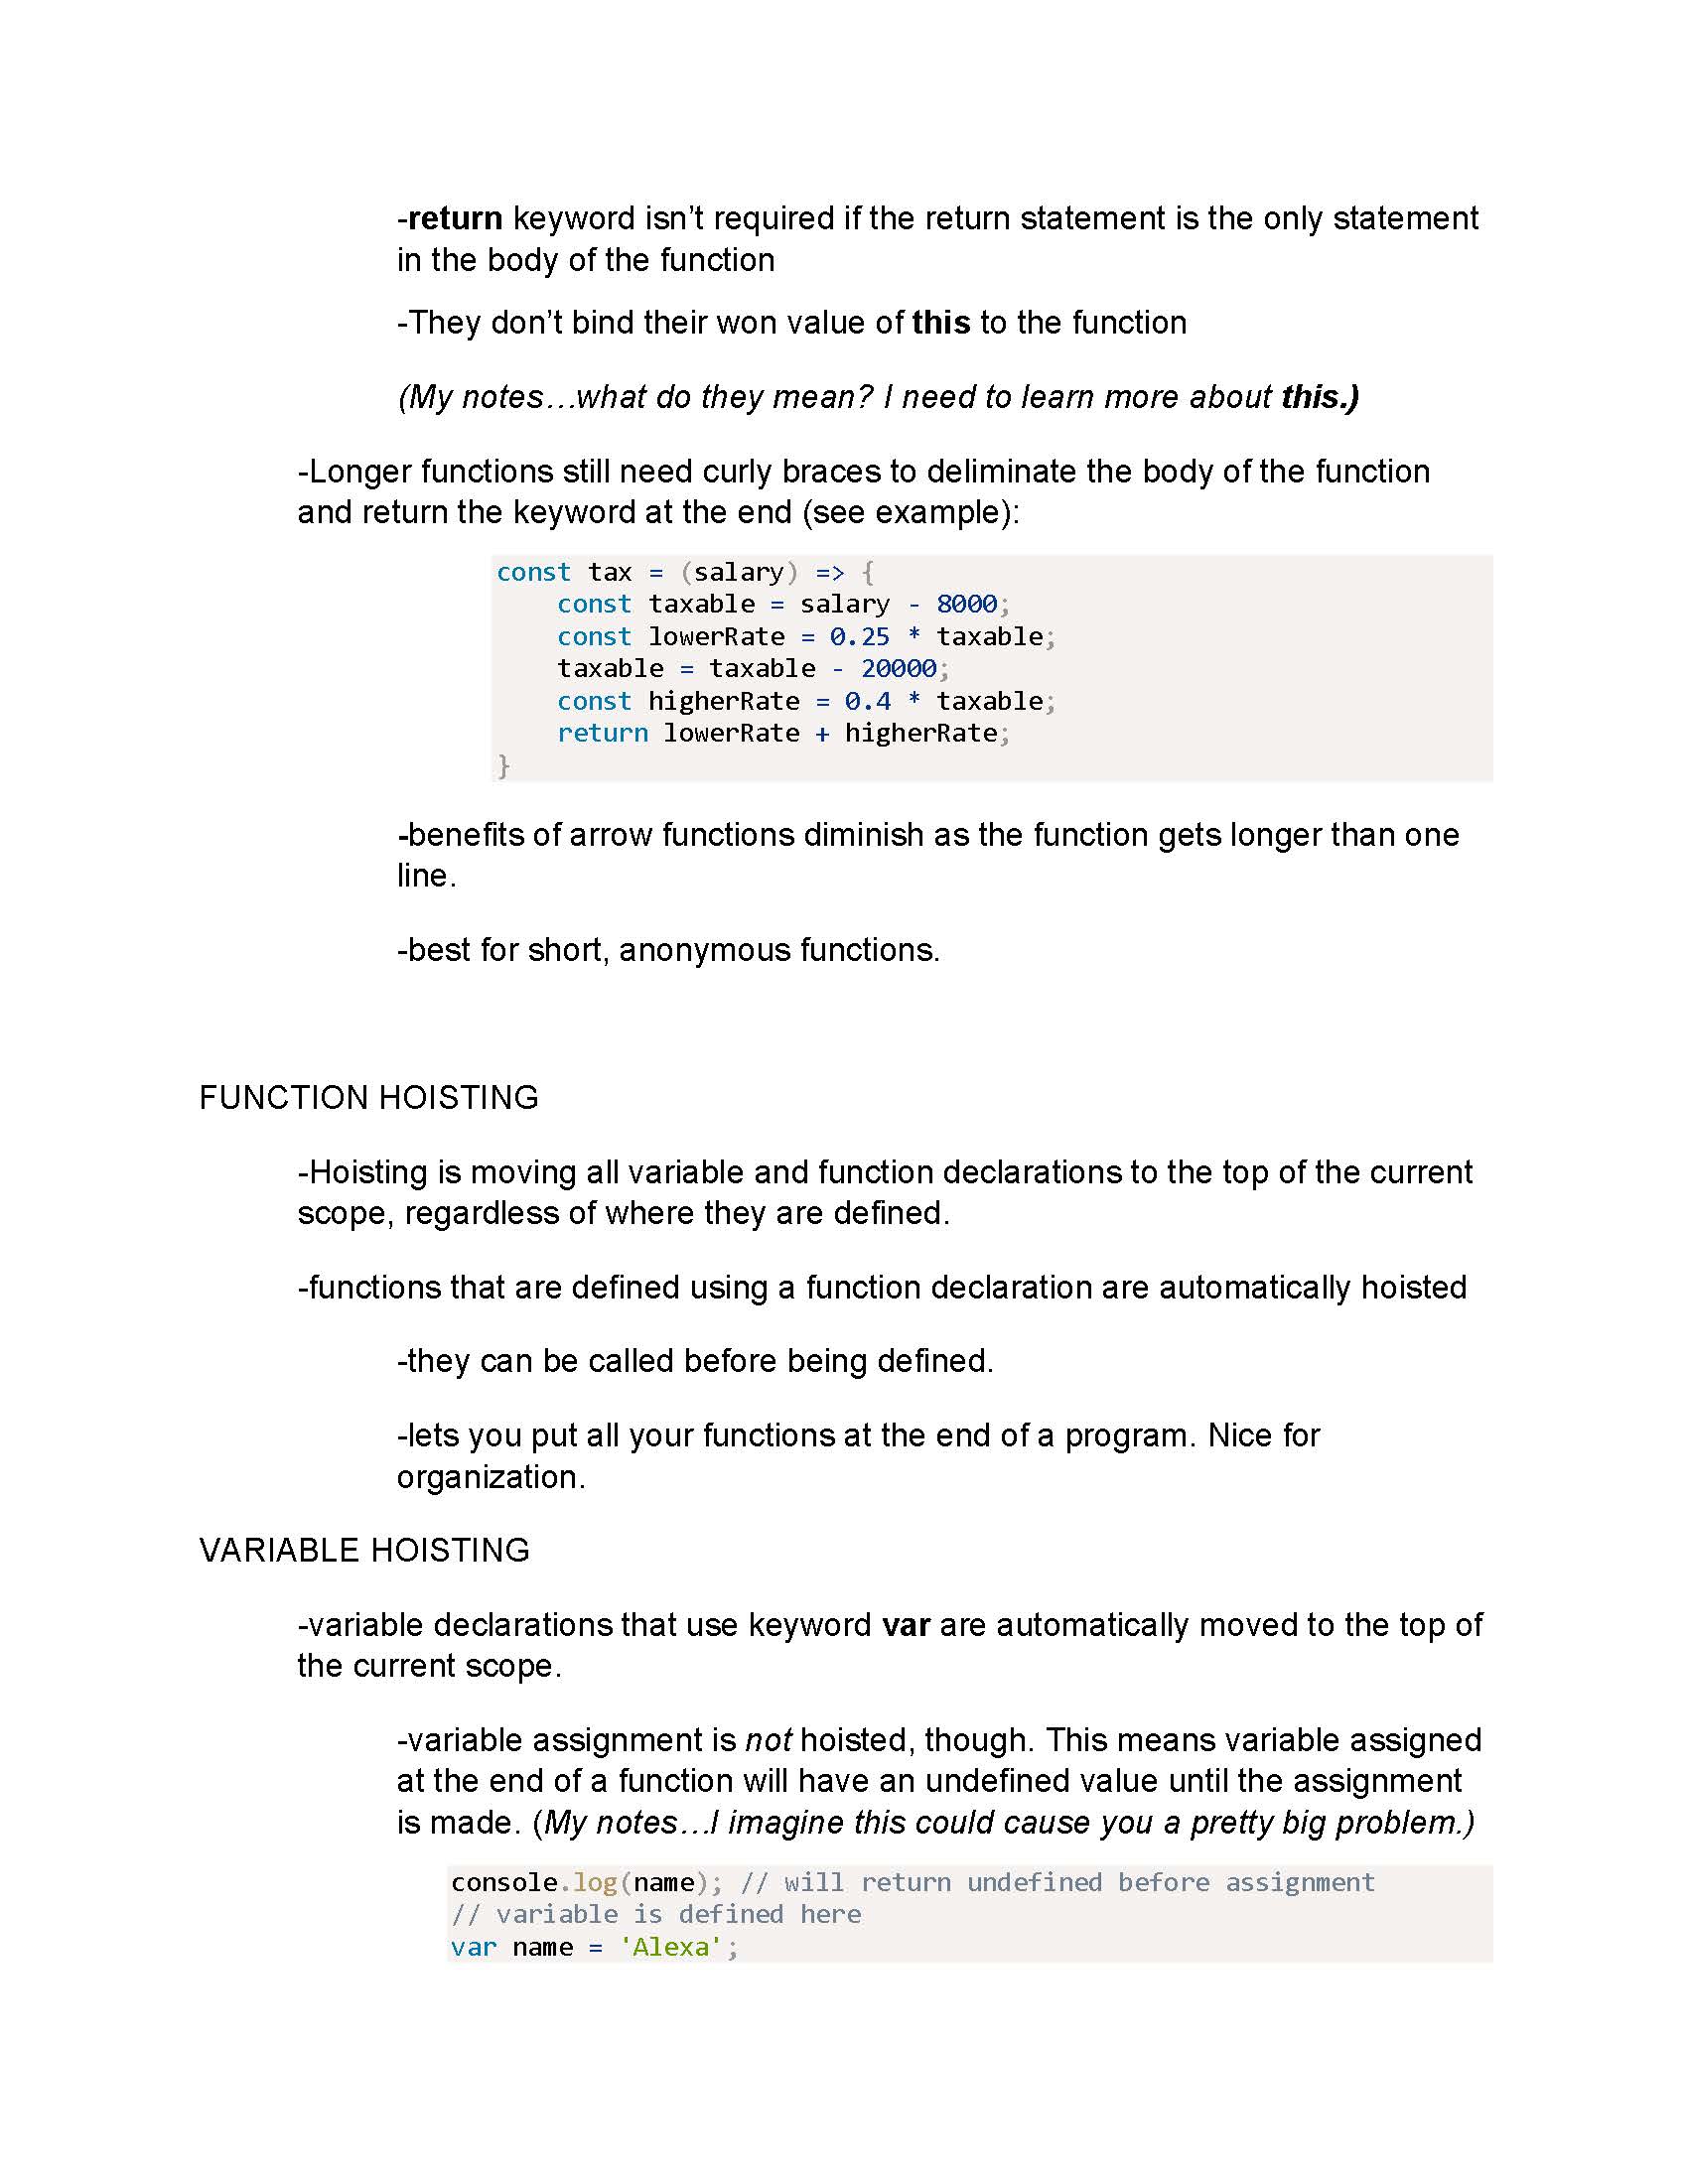 -return keyword isn’t required if the return statement is the only statement
in the body of the function
-They don’t bind their won value of this to the function
(My notes…what do they mean? I need to learn more about this.)
-Longer functions still need curly braces to deliminate the body of the function
and return the keyword at the end (see example):
const tax = (salary) => {
    const taxable = salary - 8000;
    const lowerRate = 0.25 * taxable;
    taxable = taxable - 20000;
    const higherRate = 0.4 * taxable;
    return lowerRate + higherRate;
}
-benefits of arrow functions diminish as the function gets longer than one
line.
-best for short, anonymous functions.
FUNCTION HOISTING
-Hoisting is moving all variable and function declarations to the top of the current
scope, regardless of where they are defined.
-functions that are defined using a function declaration are automatically hoisted
-they can be called before being defined.
-lets you put all your functions at the end of a program. Nice for
organization.
VARIABLE HOISTING
-variable declarations that use keyword var are automatically moved to the top of
the current scope.
-variable assignment is not hoisted, though. This means variable assigned
at the end of a function will have an undefined value until the assignment
is made. (My notes…I imagine this could cause you a pretty big problem.)
console.log(name); // will return undefined before assignment
// variable is defined here
var name = 'Alexa';